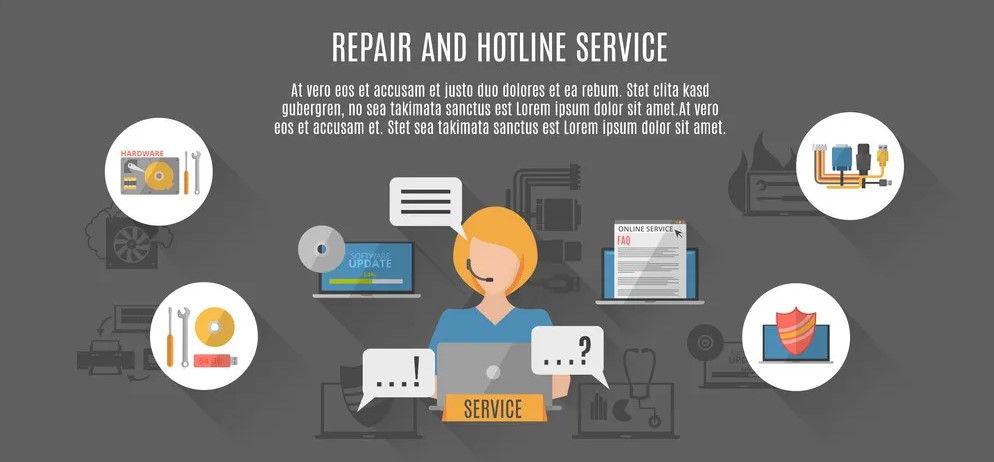 REPAIR AND HOTLINE SERVICE
At vero eos et accusam et justo duo dolores et ea rebum. Stet clita kasd
gubergren, no sea takimata sanctus est Lorem ipsum dolor sit amet.At vero
eos et accusam et. Stet sea takimata sanctus est Lorem ipsum dolor sit amet.
HARDWARE
SOFTWARE
UPDATE
ONLINE SERVICE
FAQ
...!
...?
SERVICE